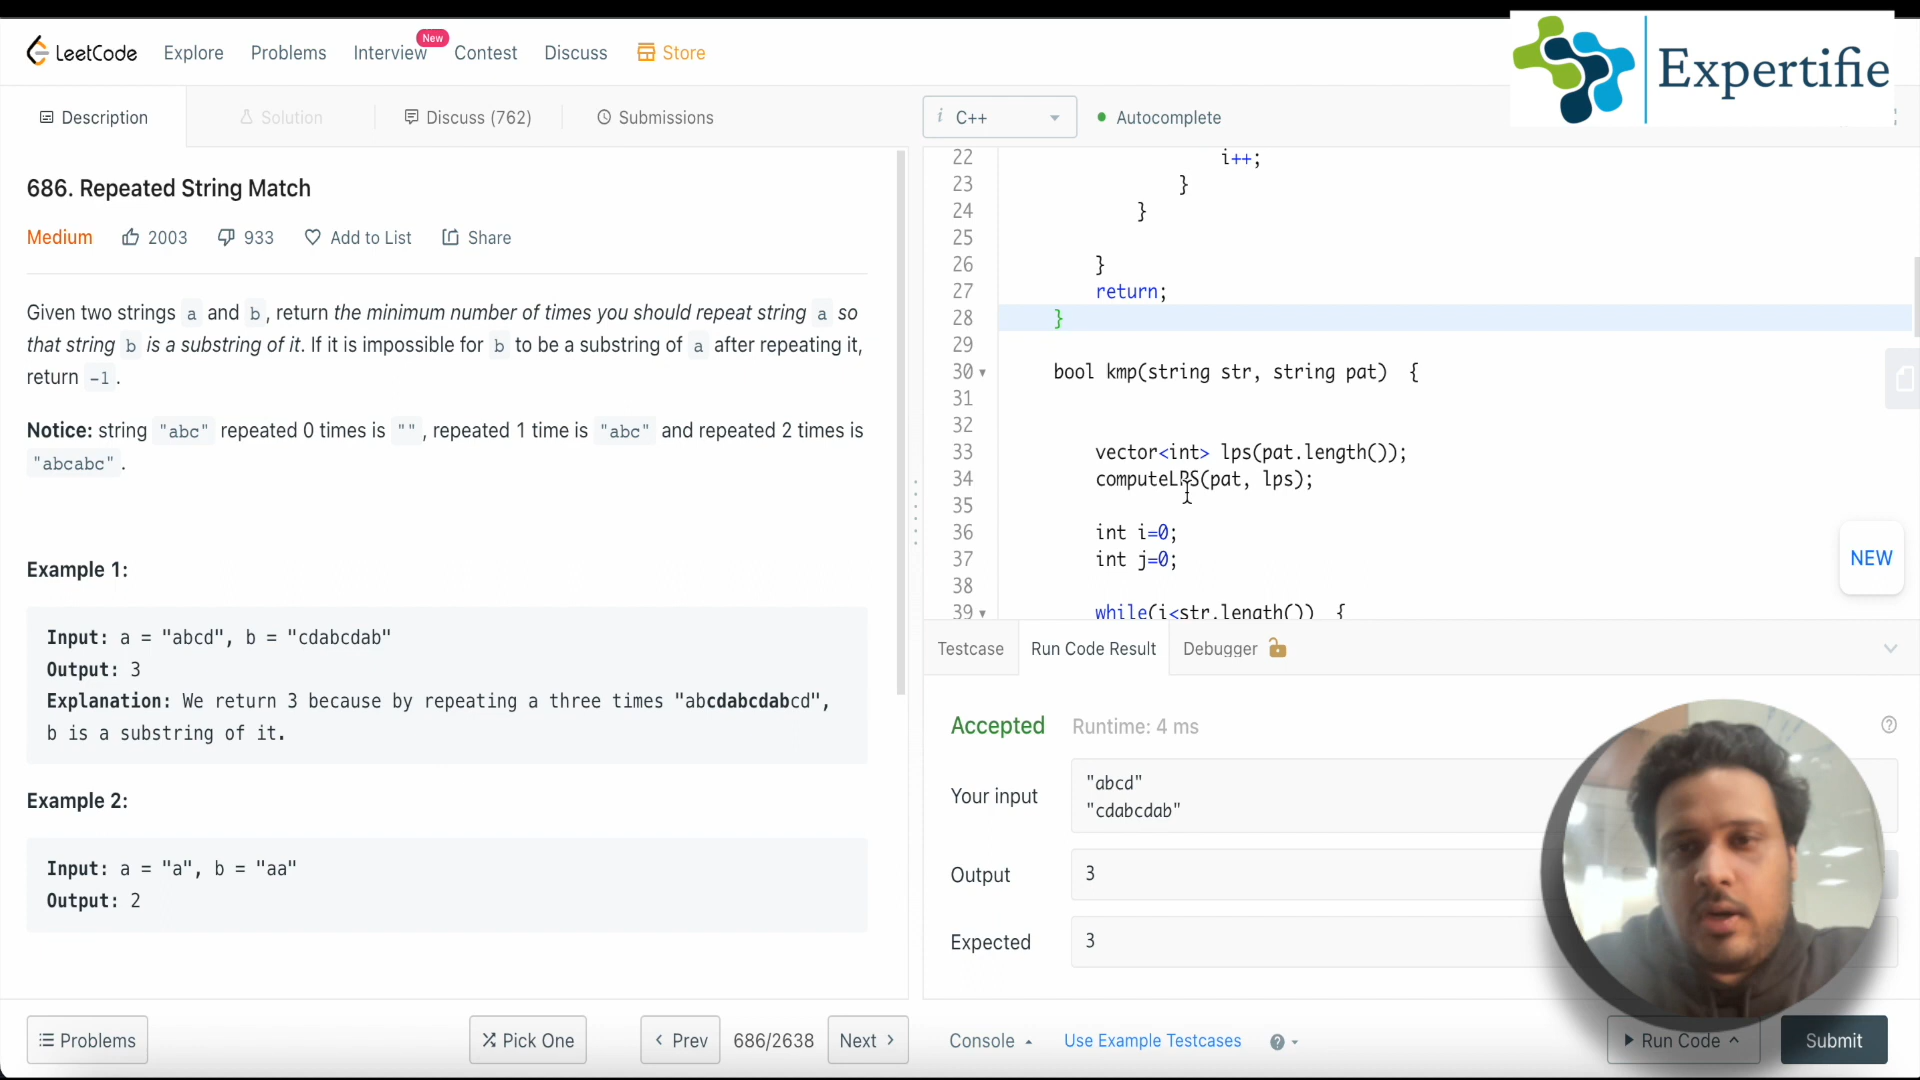 LeetCode
Explore
Problems
Interview
New
Contest
Discuss
Store
Expertifie
Description
Solution
Discuss (762)
Submissions
i C++
Autocomplete
686. Repeated String Match
Medium
2003
933
Add to List
Share
Given two strings a and b, return the minimum number of times you should repeat string a so
that string b is a substring of it. If it is impossible for b to be a substring of a after repeating it,
return -1.
Notice: string "abc" repeated 0 times is "", repeated 1 time is "abc" and repeated 2 times is
"abcabc".
Example 1:
Input: a = "abcd", b = "cdabcdab"
Output: 3
Explanation: We return 3 because by repeating a three times "abcdabcdabcd",
b is a substring of it.
Example 2:
Input: a = "a", b = "aa"
Output: 2
Problems
Pick One
Prev
686/2638
Next
22 i++;
23 }
24 }
25
26 }
27 return;
28 }
29
30 bool kmp(string str, string pat) {
31
32
33 vector<int> lps(pat.length());
34 computeLPS(pat, lps);
35
36 int i=0;
37 int j=0;
38
39 while(i<str.length()) {
NEW
Testcase
Run Code Result
Debugger
Accepted
Runtime: 4 ms
?
Your input
"abcd"
"cdabcdab"
Output
3
Expected
3
Console
Use Example Testcases
?
Run Code
Submit